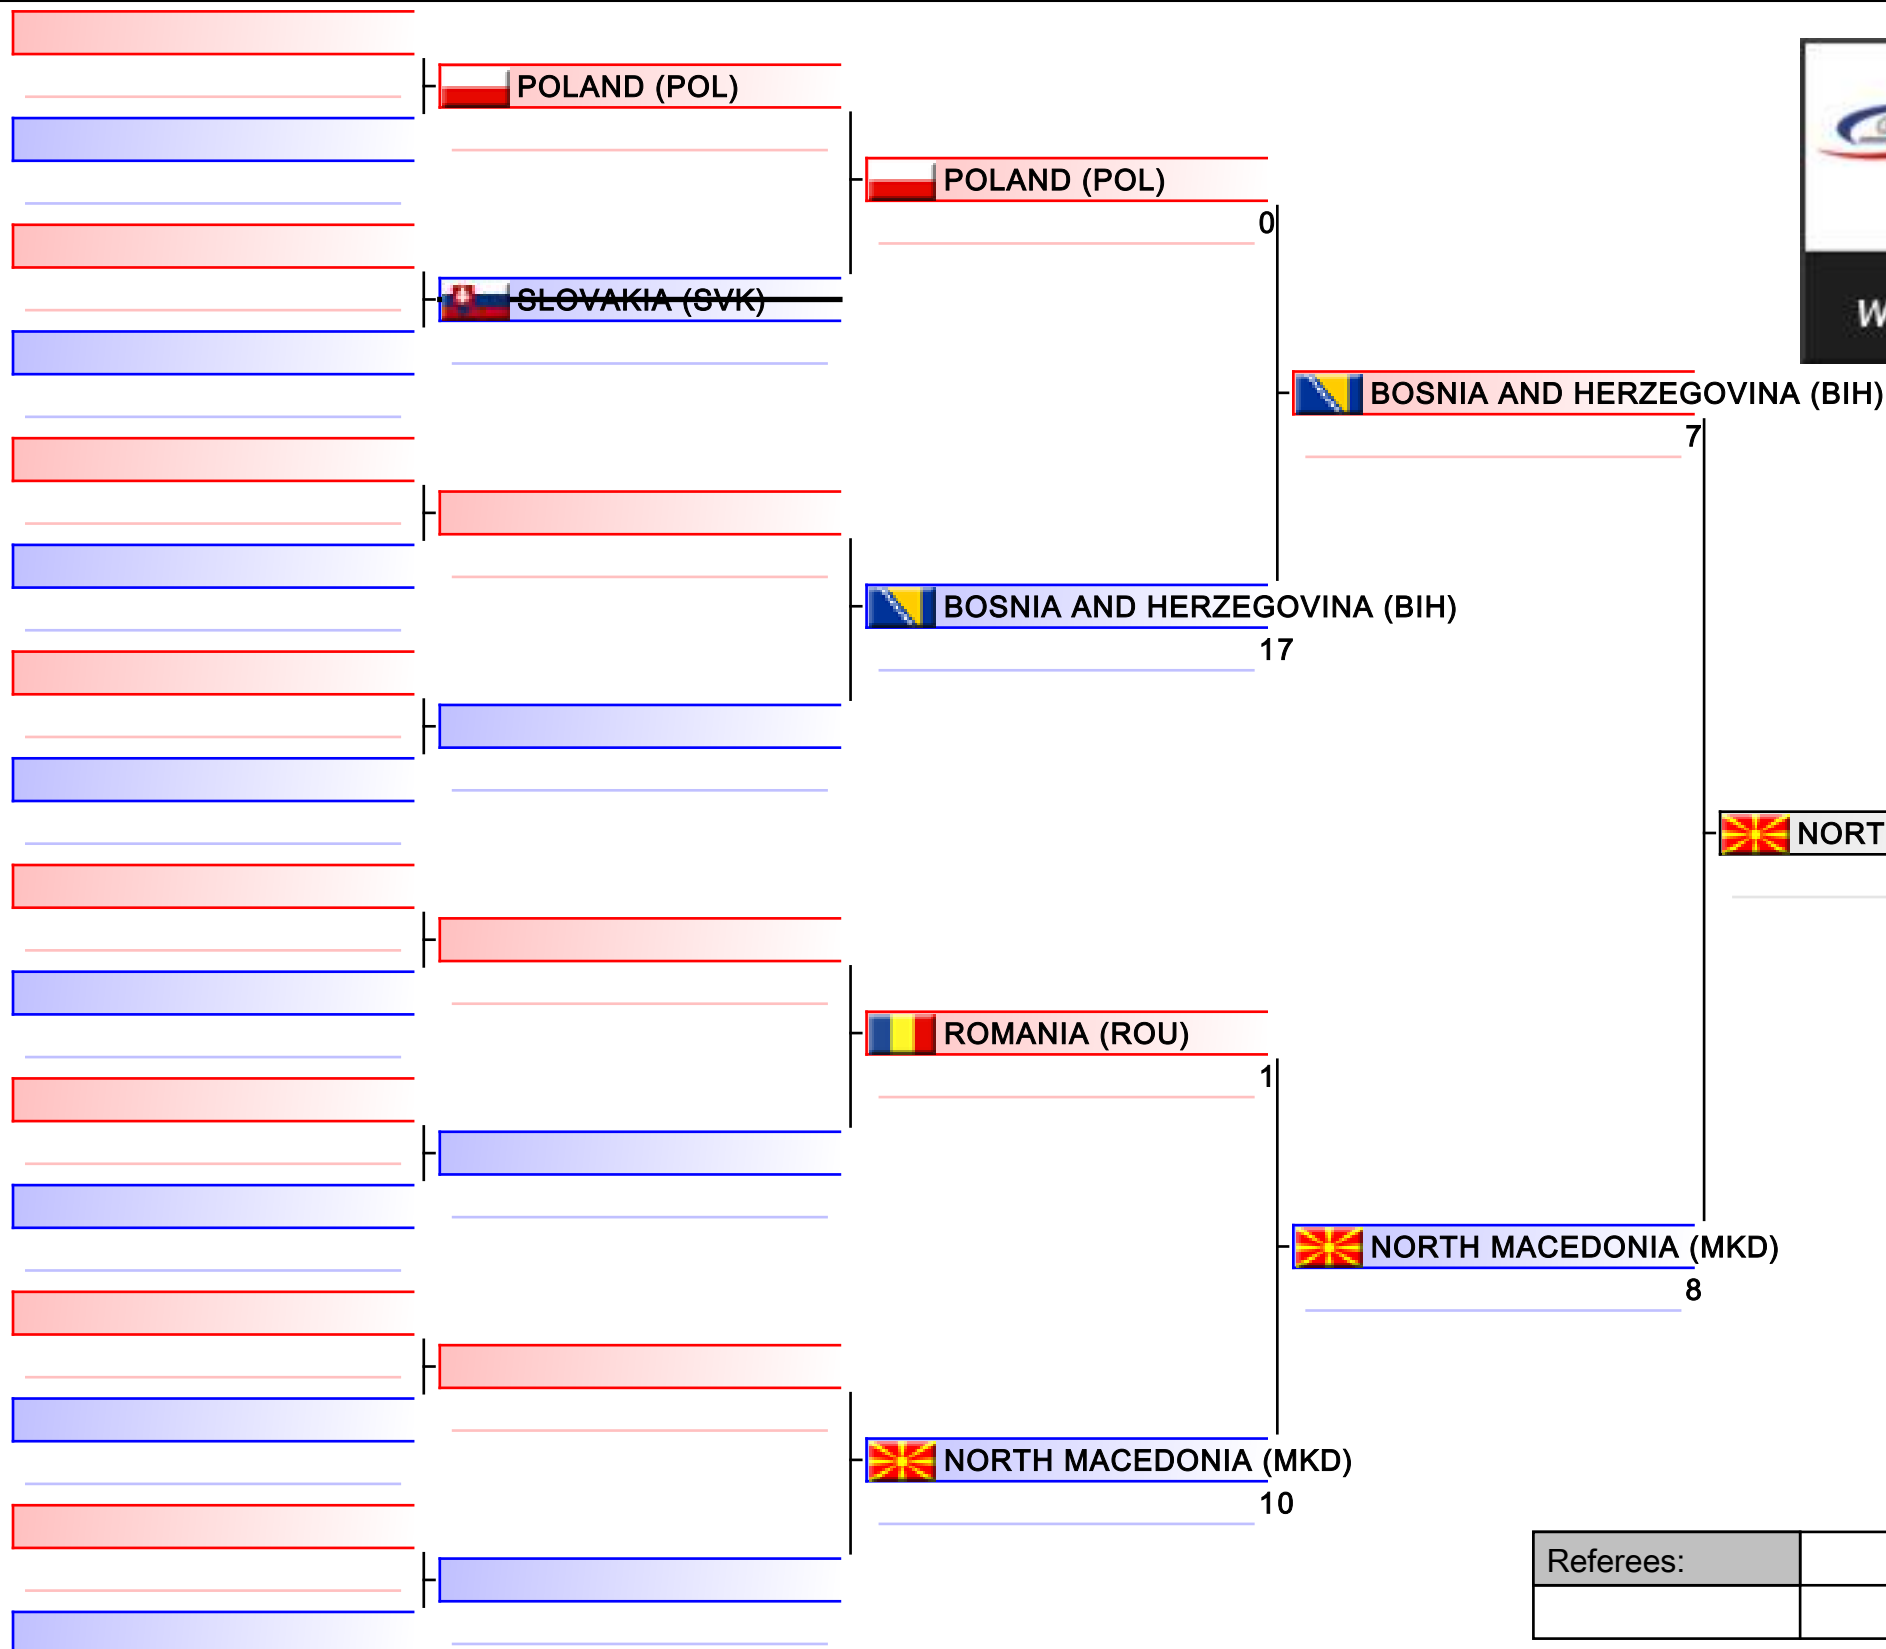 POLAND (POL)
POLAND (POL)
0
SLOVAKIA (SVK)
BOSNIA AND HERZEGOVINA (BIH)
7
BOSNIA AND HERZEGOVINA (BIH)
17
NORT
ROMANIA (ROU)
1
NORTH MACEDONIA (MKD)
8
NORTH MACEDONIA (MKD)
10
Referees: